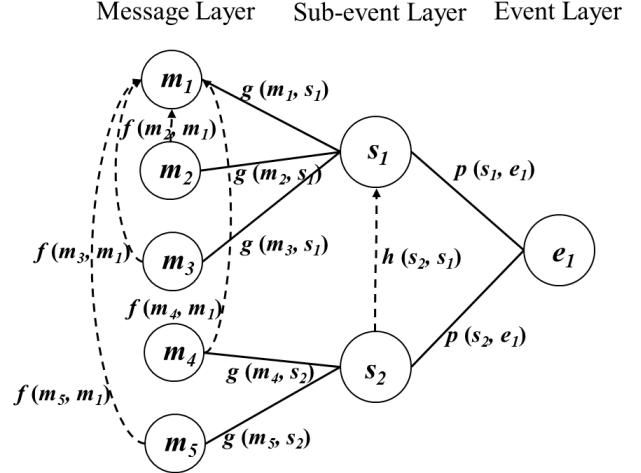 Message Layer Sub-event Layer Event Layer
m1
g (m1, s1)
f (m2, m1)
s1
m2
g (m2, s1)
p (s1, e1)
f (m3, m1)
m3
g (m3, s1)
h (s2, s1)
e1
f (m4, m1)
m4
g (m4, s2)
s2
p (s2, e1)
f (m5, m1)
m5
g (m5, s2)